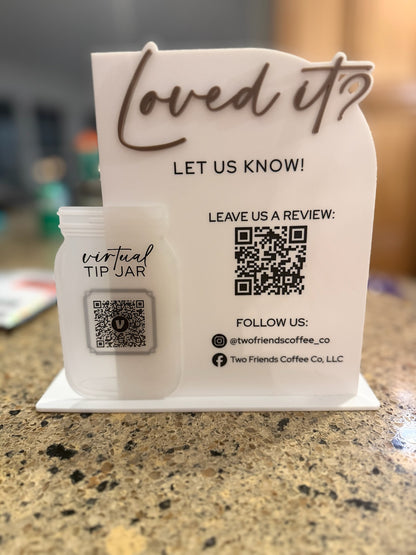 Loved it?
LET US KNOW!
LEAVE US A REVIEW:
virtual
TIP JAR
V
FOLLOW US:
@twofriendscoffee_co
Two Friends Coffee Co, LLC